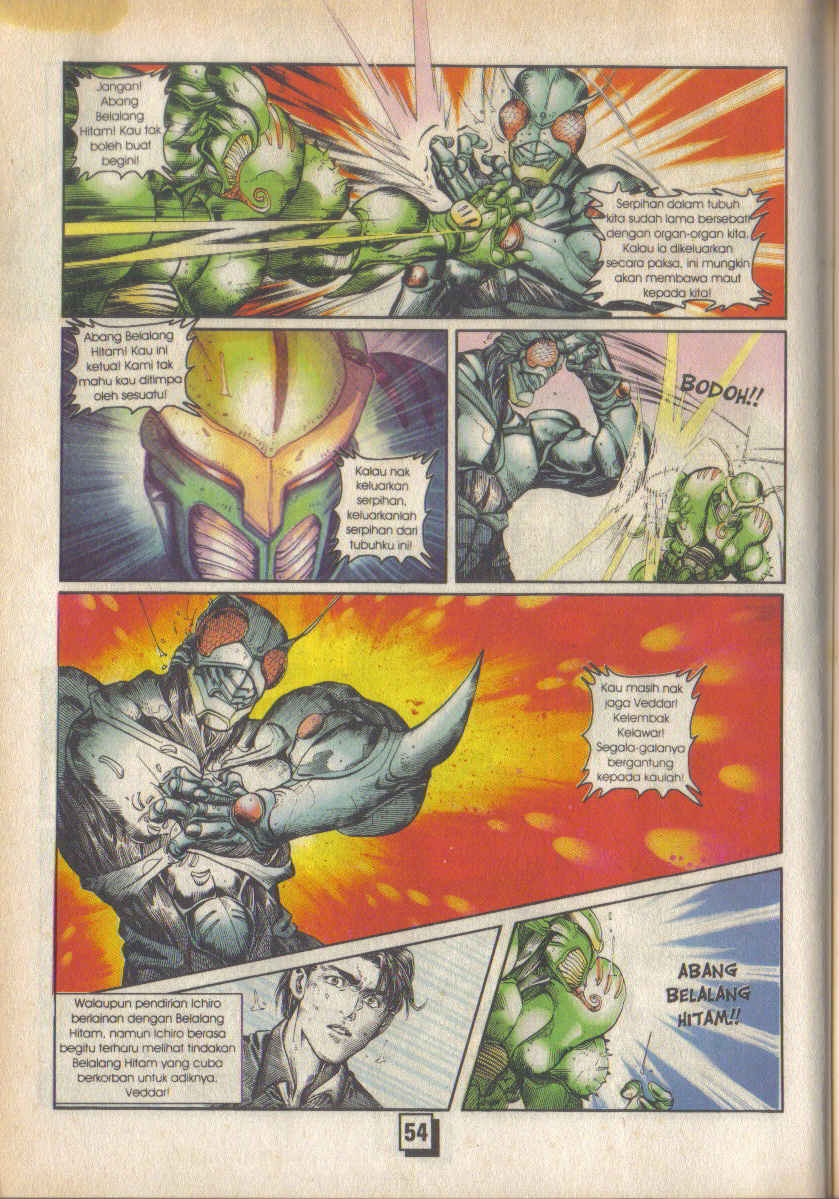 Jangan!
Abang
Belalang
Hitam! Kau tak
boleh buat
begini!
Serpihan dalam tubuh
kita sudah lama bersebati
dengan organ-organ kita.
Kalau ia dikeluarkan
secara paksa, ini mungkin
akan membawa maut
kepada kita!
Abang Belalang
Hitam! Kau ini
ketua! Kami tak
mahu kau ditimpa
oleh sesuatu!
Kalau nak
keluarkan
serpihan,
keluarkanlah
serpihan dari
tubuhku ini!
BODOH!!
Kau masih nak
jaga Veddar!
Kelembak
Kelawar!
Segala-galanya
bergantung
kepada kaulah!
Walaupun pendirian Ichiro
berlainan dengan Belalang
Hitam, namun Ichiro berasa
begitu terharu melihat tindakan
Belalang Hitam yang cuba
berkorban untuk adiknya,
Veddar!
ABANG
BELALANG
HITAM!!
54